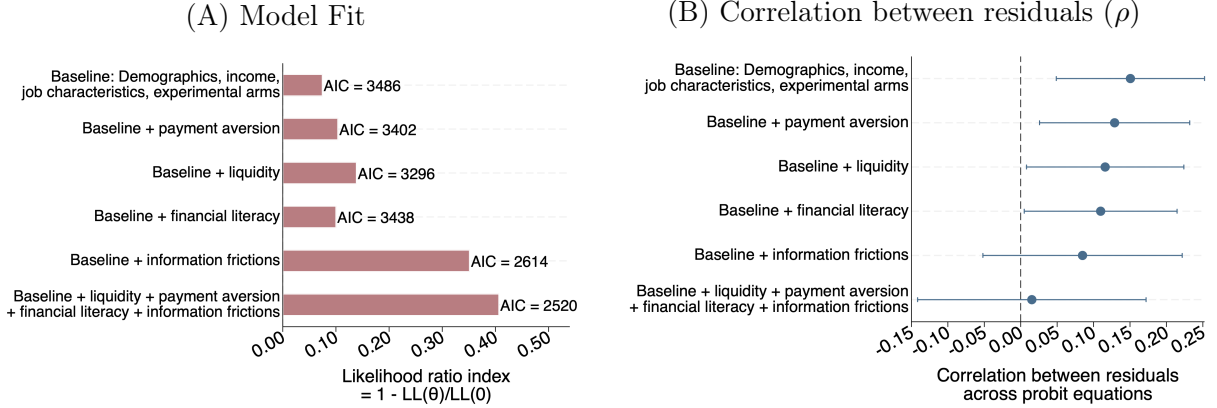 (A) Model Fit
Baseline: Demographics, income,
job characteristics, experimental arms
AIC = 3486
Baseline + payment aversion
AIC = 3402
Baseline + liquidity
AIC = 3296
Baseline + financial literacy
AIC = 3438
Baseline + information frictions
AIC = 2614
Baseline + liquidity + payment aversion
+ financial literacy + information frictions
AIC = 2520
0.00 0.10 0.20 0.30 0.40 0.50
Likelihood ratio index
= 1 - LL(θ)/LL(0)
(B) Correlation between residuals (ρ)
Baseline: Demographics, income,
job characteristics, experimental arms
Baseline + payment aversion
Baseline + liquidity
Baseline + financial literacy
Baseline + information frictions
Baseline + liquidity + payment aversion
+ financial literacy + information frictions
-0.15 -0.10 -0.05 0.00 0.05 0.10 0.15 0.20 0.25
Correlation between residuals
across probit equations